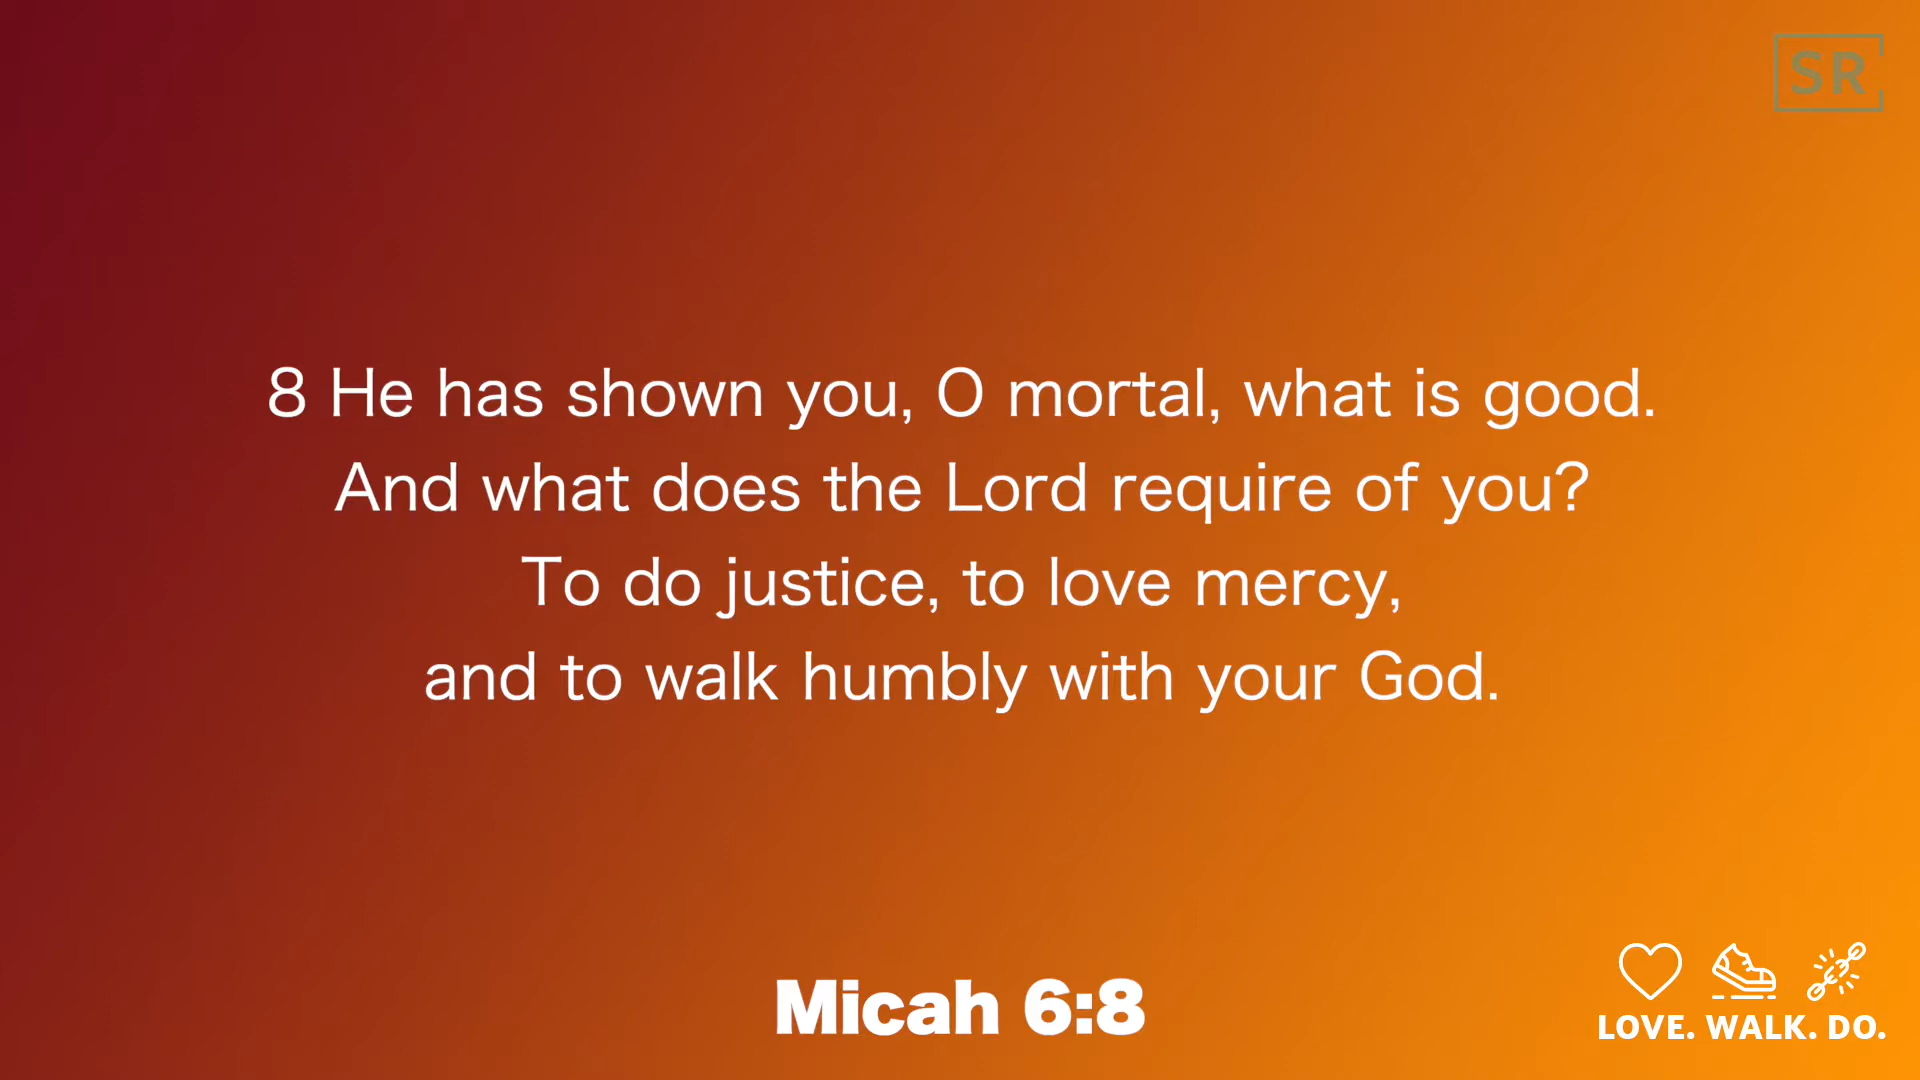 SR
8 He has shown you, O mortal, what is good.
And what does the Lord require of you?
To do justice, to love mercy,
and to walk humbly with your God.
Micah 6:8
LOVE. WALK. DO.